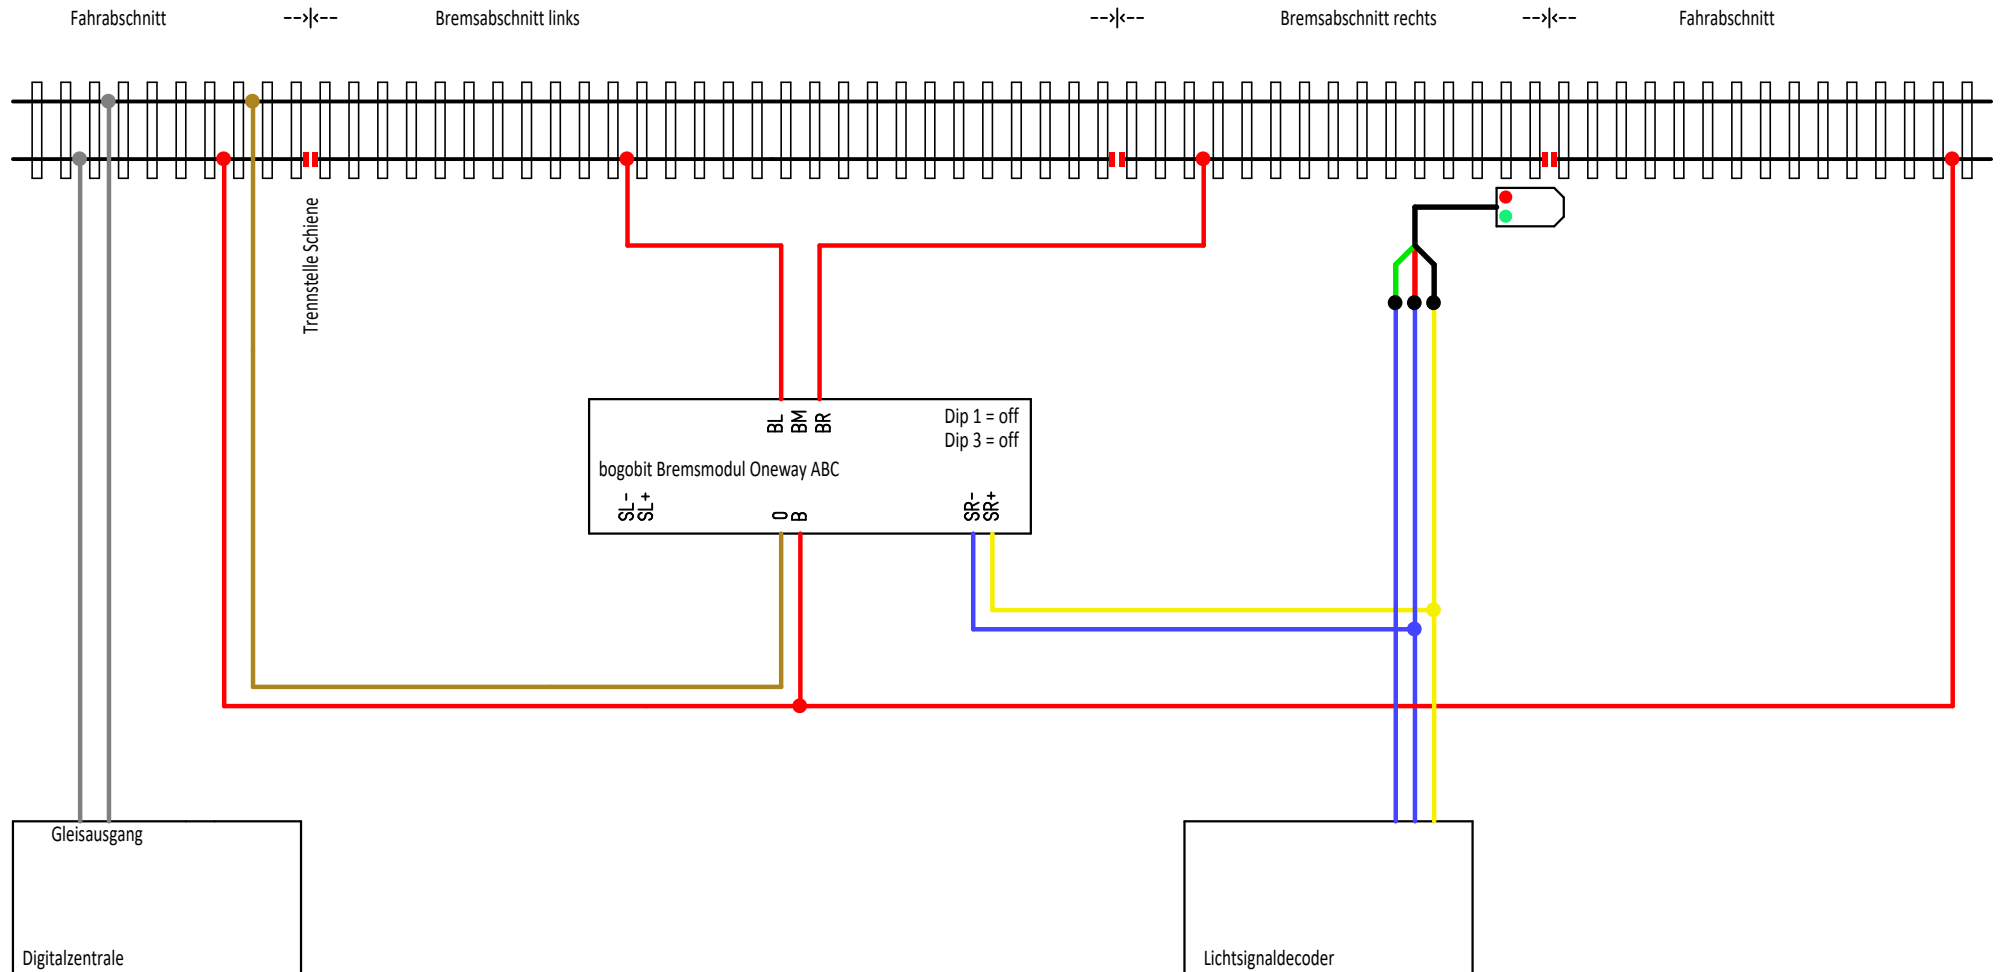 Fahrabschnitt
-->|<--
Bremsabschnitt links
-->|<--
Bremsabschnitt rechts
-->|<--
Fahrabschnitt
Trennstelle Schiene
BL
BM
BR
Dip 1 = off
Dip 3 = off
bogobit Bremsmodul Oneway ABC
SL-
SL+
0
B
SR-
SR+
Gleisausgang
Digitalzentrale
Lichtsignaldecoder